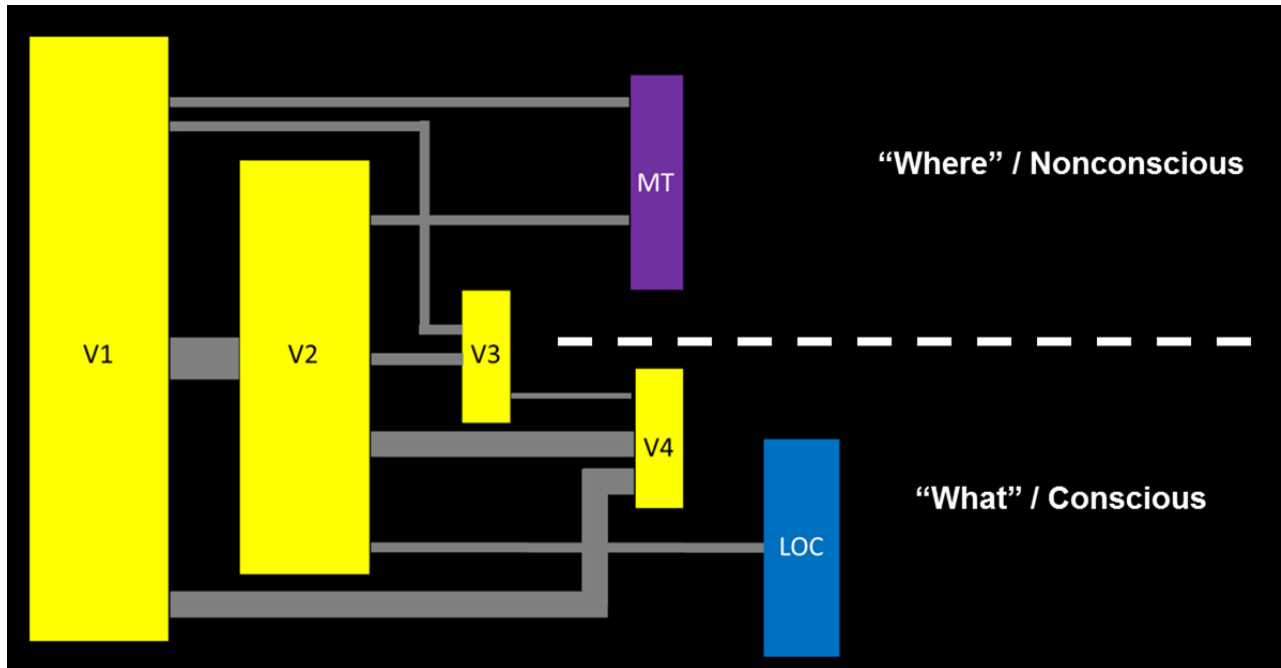 “Where” / Nonconscious
MT
V1
V2
V3
V4
“What” / Conscious
LOC